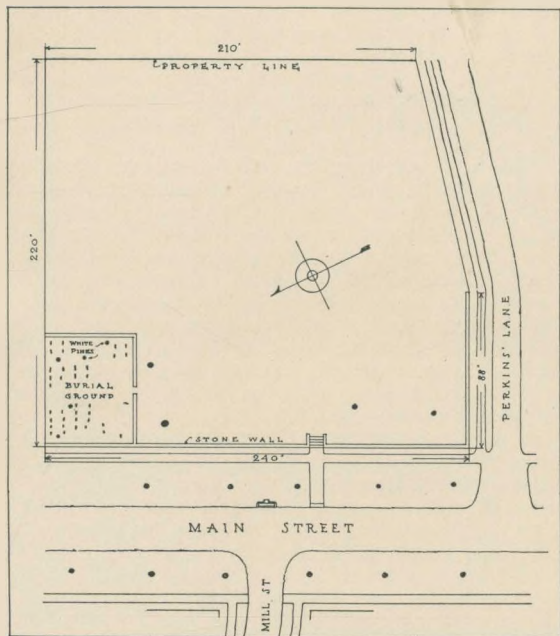 210'
PROPERTY LINE
220'
WHITE
PINES
BURIAL
GROUND
88'
PERKINS' LANE
STONE WALL
240'
MAIN STREET
MILL ST